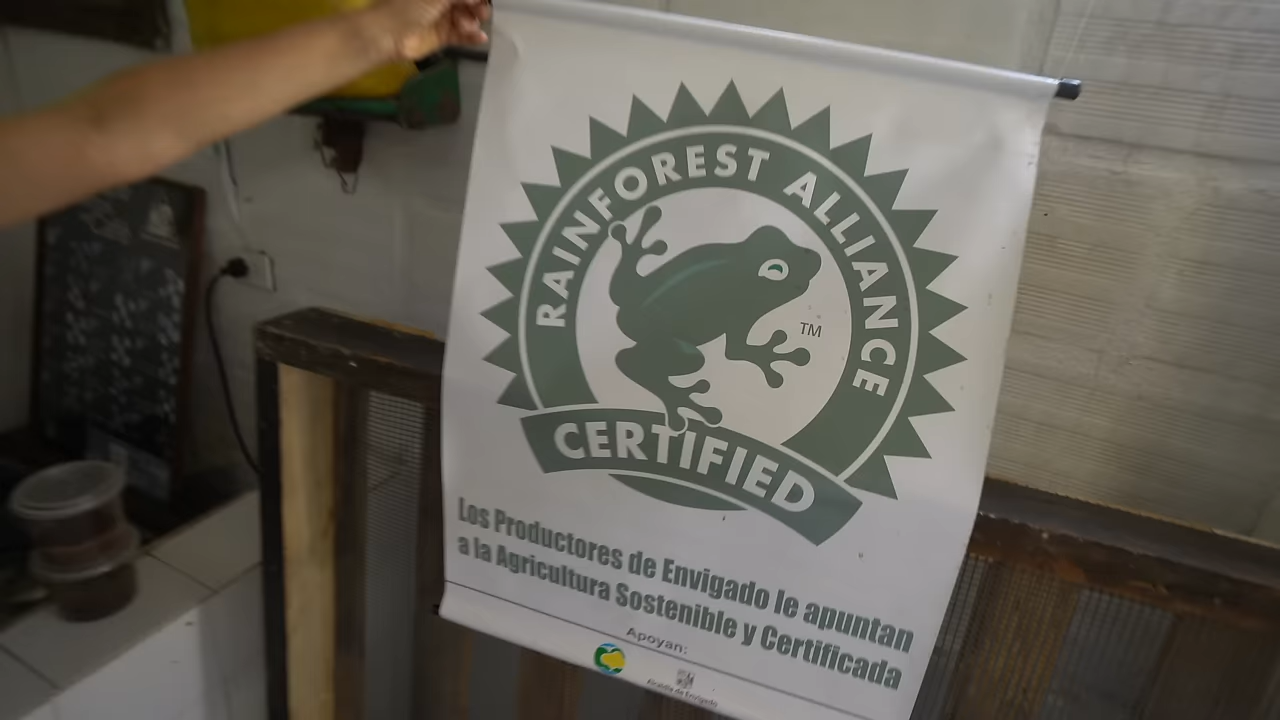 RAINFOREST ALLIANCE
TM
CERTIFIED
Los Productores de Envigado le apuntan
a la Agricultura Sostenible y Certificada
Apoyan:
Alcaldía de Envigado